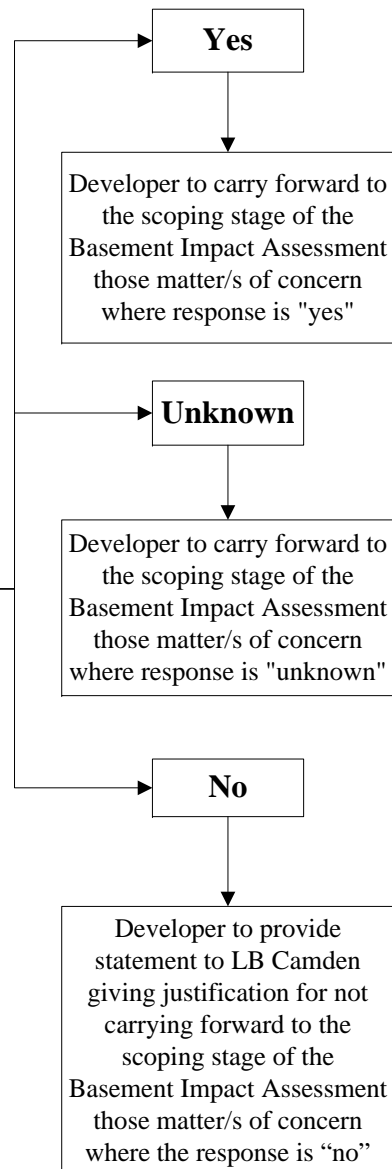 Yes
Developer to carry forward to
the scoping stage of the
Basement Impact Assessment
those matter/s of concern
where response is "yes"
Unknown
Developer to carry forward to
the scoping stage of the
Basement Impact Assessment
those matter/s of concern
where response is "unknown"
No
Developer to provide
statement to LB Camden
giving justification for not
carrying forward to the
scoping stage of the
Basement Impact Assessment
those matter/s of concern
where the response is “no”